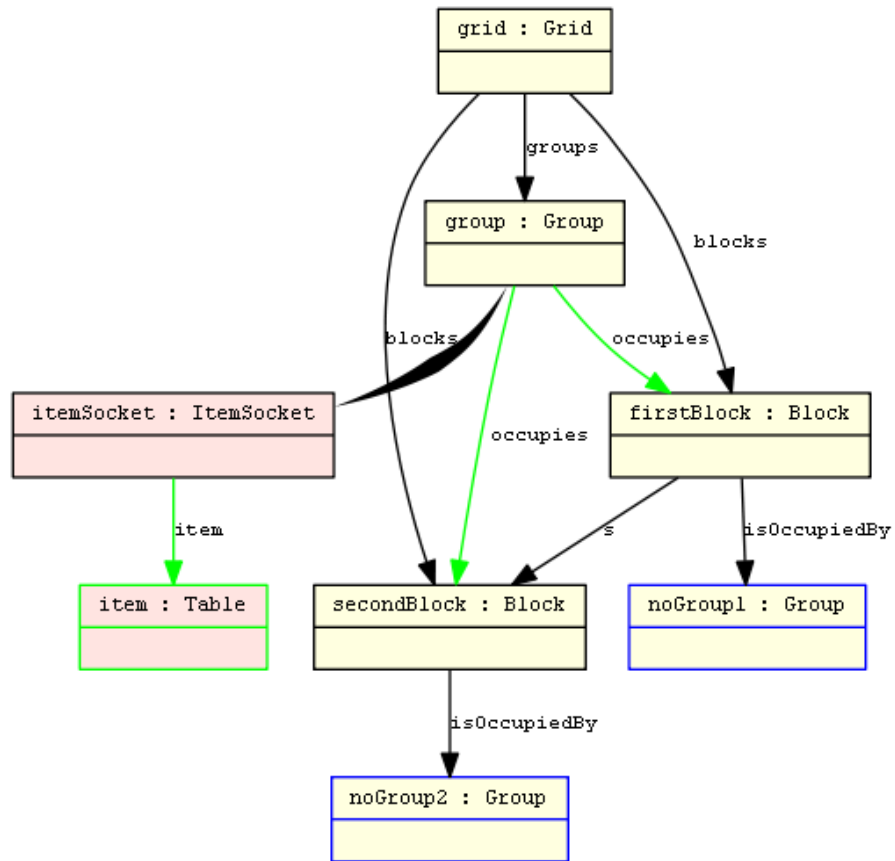 grid : Grid
groups
group : Group
blocks
blocks
occupies
itemSocket : ItemSocket
firstBlock : Block
occupies
item
s
isOccupiedBy
item : Table
secondBlock : Block
noGroup1 : Group
isOccupiedBy
noGroup2 : Group